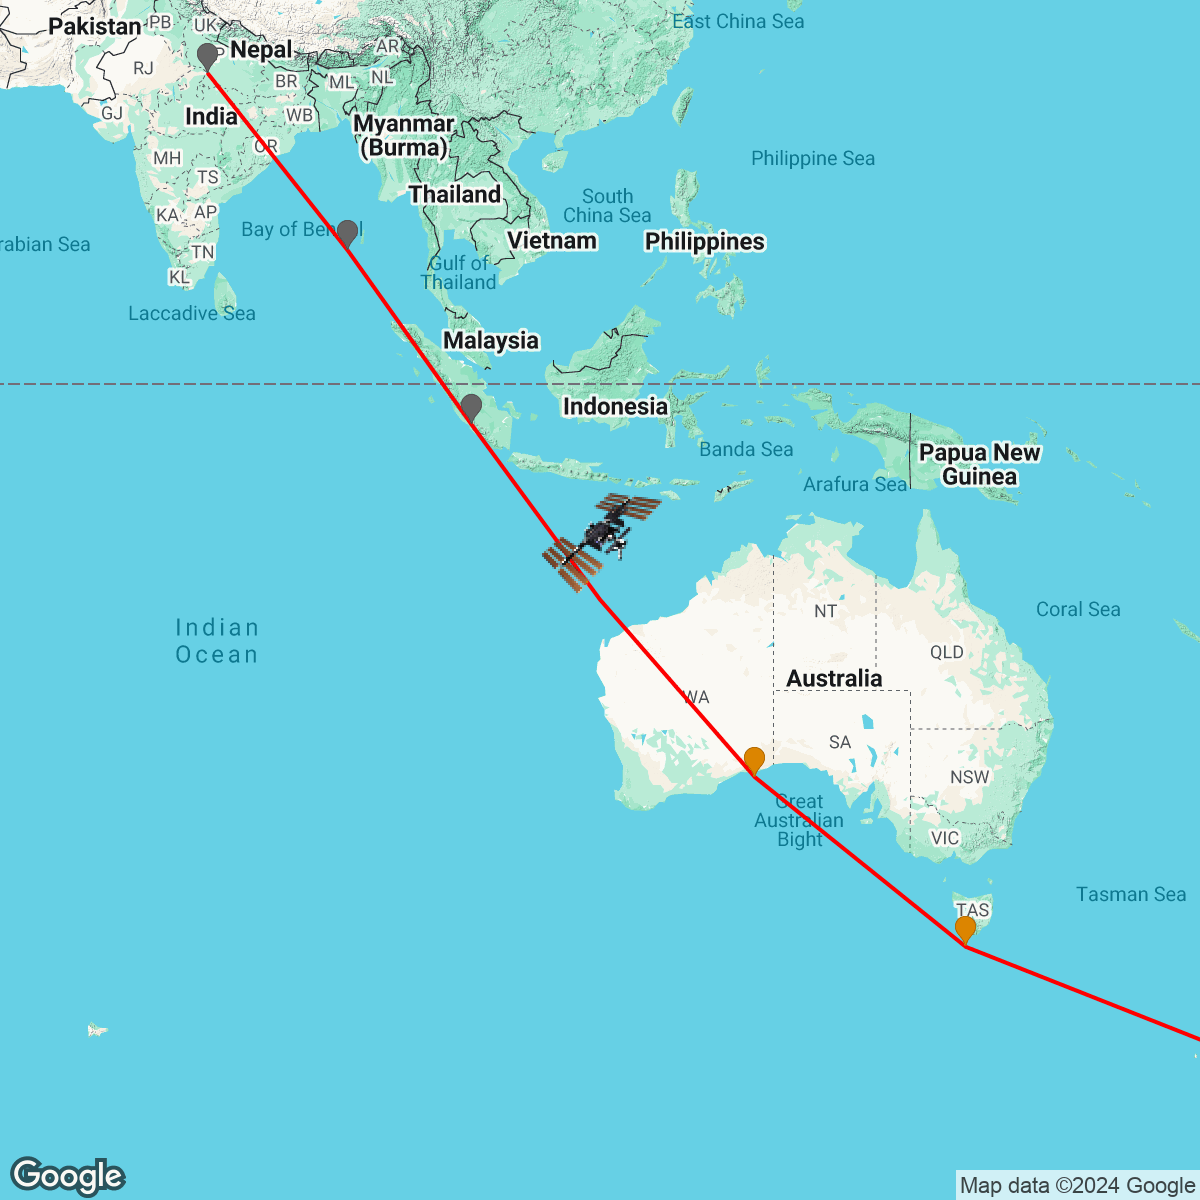 East China Sea
Pakistan
PB
UK
Nepal
AR
RJ
BR
ML
NL
GJ
India
WB
Myanmar
(Burma)
OR
MH
TS
Philippine Sea
Thailand
South
China Sea
KA
AP
Bay of Bengal
Vietnam
Philippines
rabian Sea
TN
KL
Gulf of
Thailand
Laccadive Sea
Malaysia
Indonesia
Banda Sea
Papua New
Guinea
Arafura Sea
Indian
Ocean
NT
Coral Sea
QLD
Australia
WA
SA
NSW
Great
Australian
Bight
VIC
Tasman Sea
TAS
Google
Map data ©2024 Google